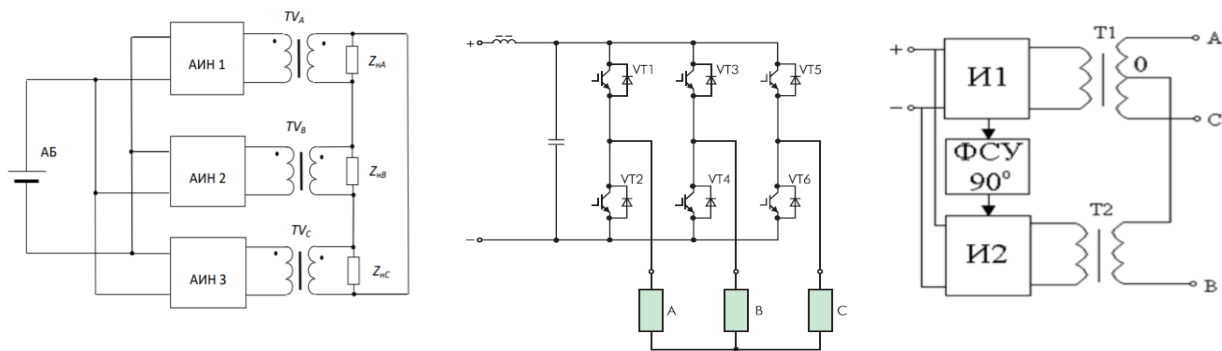 TV_A
АИН 1
Z_нA
TV_B
АБ
АИН 2
Z_нB
TV_C
АИН 3
Z_нC
+
VT1
VT3
VT5
VT2
VT4
VT6
–
A
B
C
+
–
И1
T1
0
A
C
ФСУ
90°
И2
T2
B